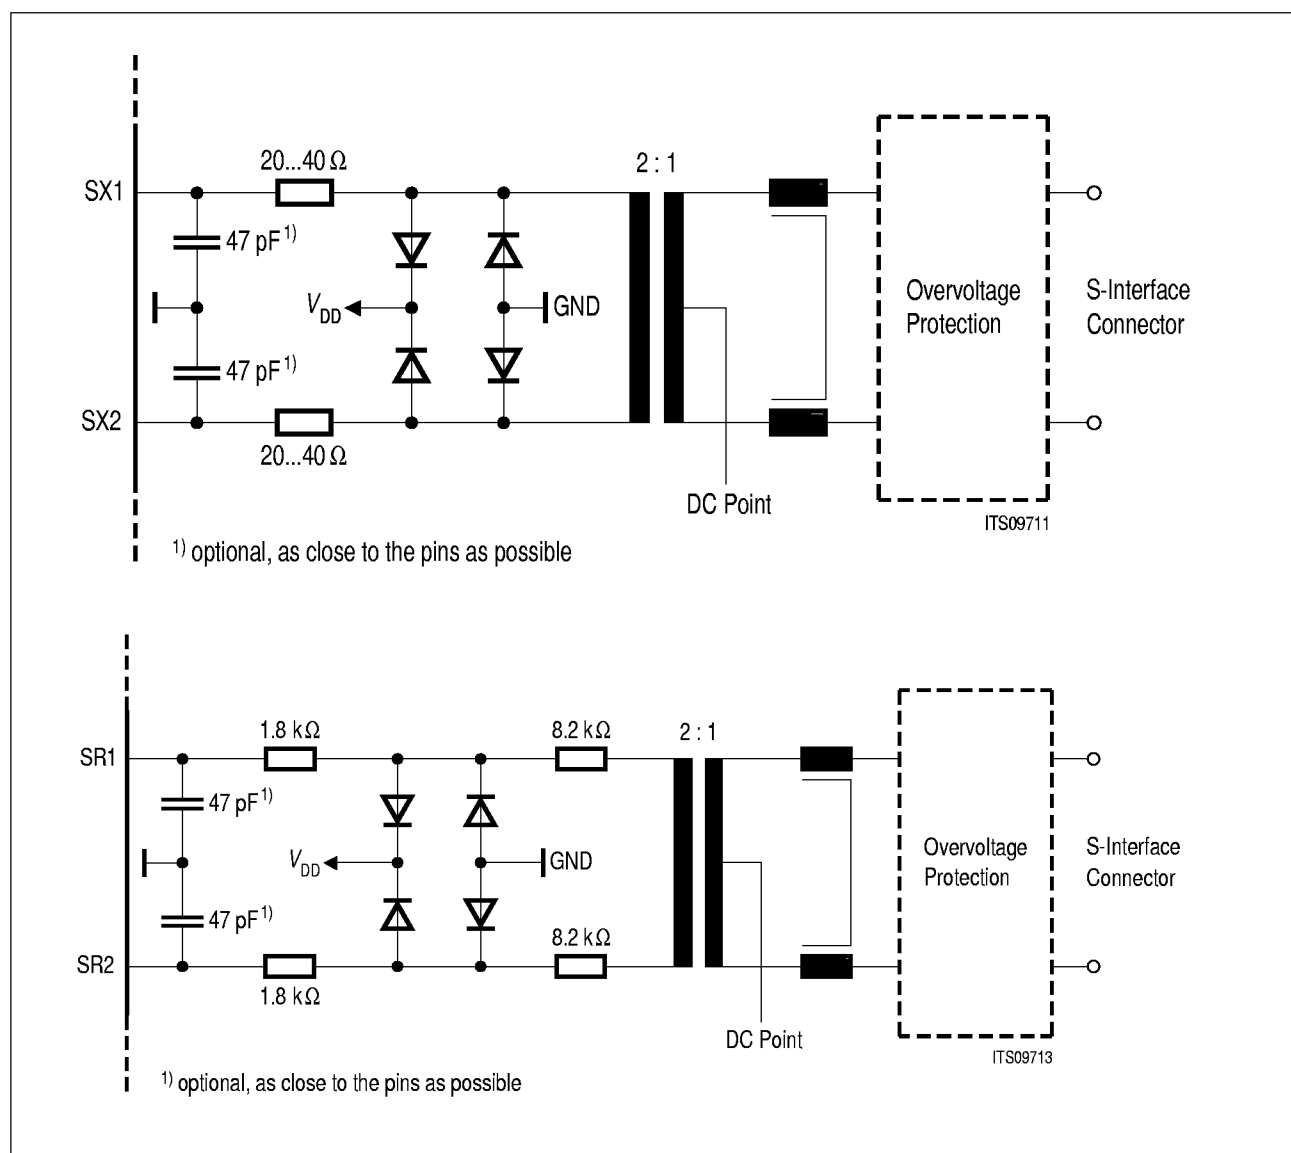 20...40 Ω
2 : 1
SX1
47 pF 1)
V DD
GND
Overvoltage
Protection
S-Interface
Connector
47 pF 1)
SX2
20...40 Ω
DC Point
ITS09711
1) optional, as close to the pins as possible
1.8 kΩ
8.2 kΩ
2 : 1
SR1
47 pF 1)
V DD
GND
Overvoltage
Protection
S-Interface
Connector
47 pF 1)
8.2 kΩ
SR2
1.8 kΩ
DC Point
ITS09713
1) optional, as close to the pins as possible